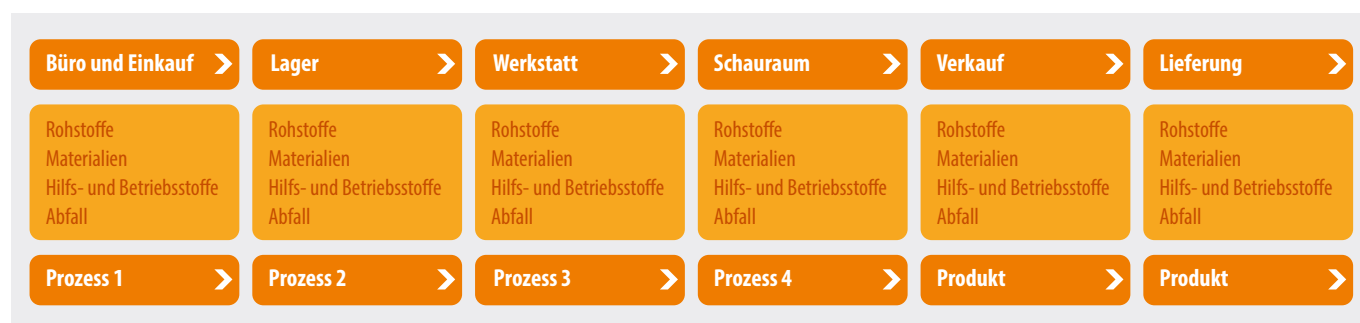 Büro und Einkauf
Lager
Werkstatt
Schauraum
Verkauf
Lieferung
Rohstoffe
Materialien
Hilfs- und Betriebsstoffe
Abfall
Rohstoffe
Materialien
Hilfs- und Betriebsstoffe
Abfall
Rohstoffe
Materialien
Hilfs- und Betriebsstoffe
Abfall
Rohstoffe
Materialien
Hilfs- und Betriebsstoffe
Abfall
Rohstoffe
Materialien
Hilfs- und Betriebsstoffe
Abfall
Rohstoffe
Materialien
Hilfs- und Betriebsstoffe
Abfall
Prozess 1
Prozess 2
Prozess 3
Prozess 4
Produkt
Produkt